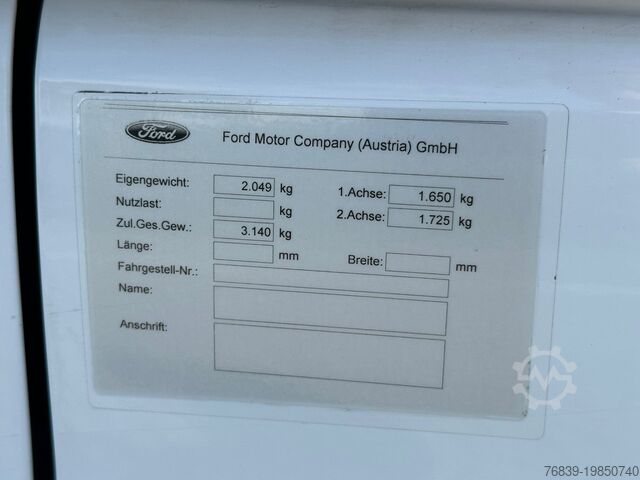 Ford
Ford Motor Company (Austria) GmbH
Eigengewicht: 2.049 kg 1.Achse: 1.650 kg
Nutzlast: kg 2.Achse: 1.725 kg
Zul.Ges.Gew.: 3.140 kg
Länge: mm Breite: mm
Fahrgestell-Nr.:
Name:
Anschrift:
76839-19850740